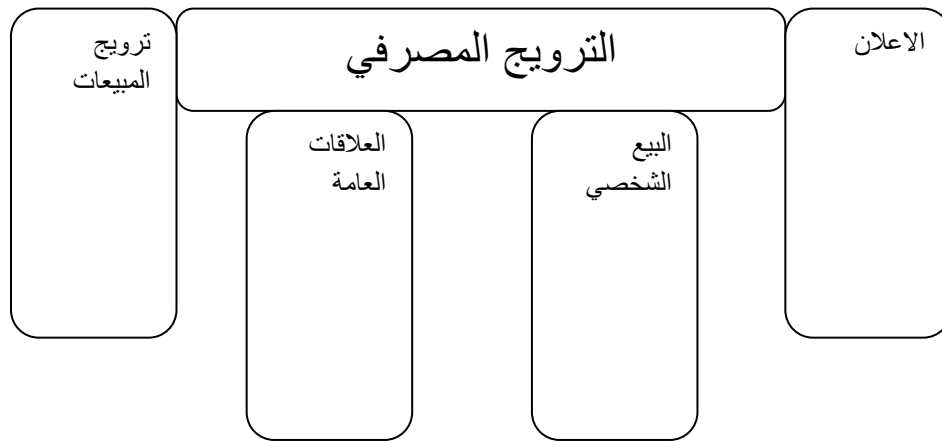 الترويج المصرفي
الاعلان
البيع
الشخصي
العلاقات
العامة
ترويج
المبيعات